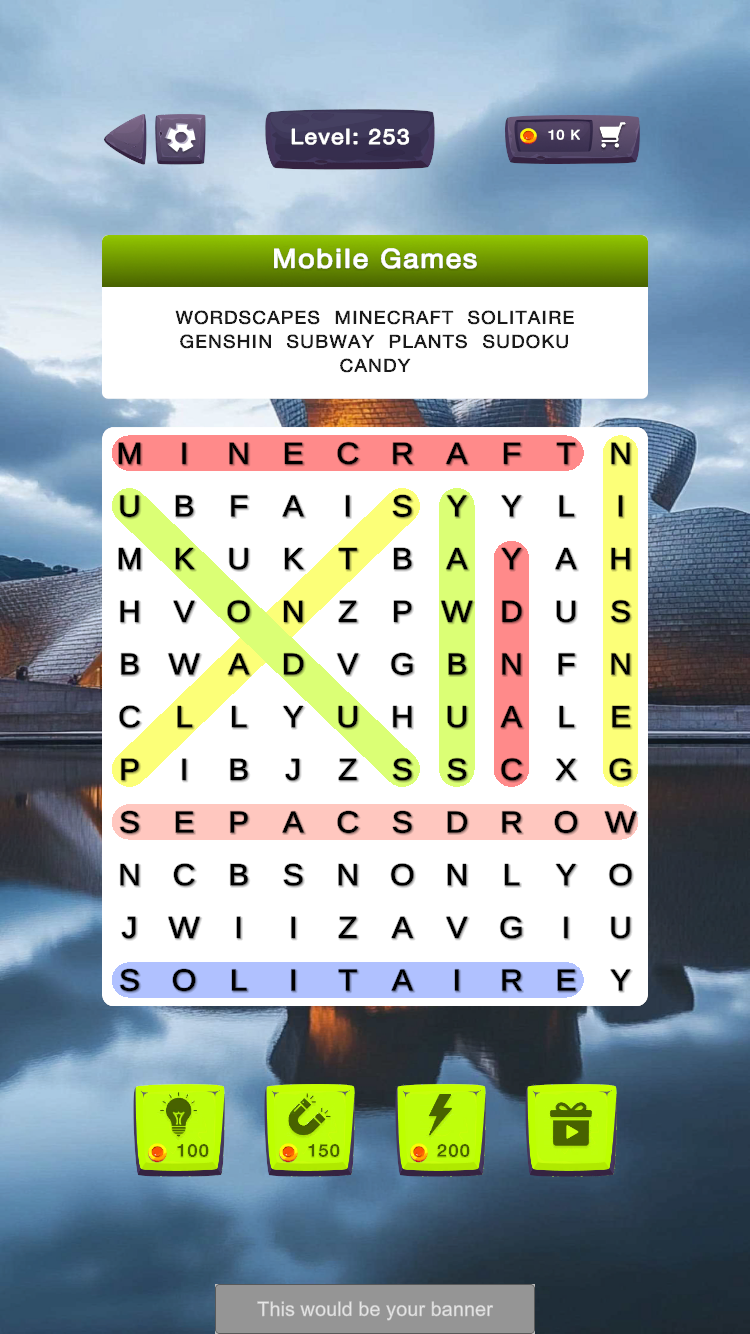 Level: 253
10 K
Mobile Games
WORDSCAPES MINECRAFT SOLITAIRE
GENSHIN SUBWAY PLANTS SUDOKU
CANDY
M I N E C R A F T N
U B F A I S Y Y L I
M K U K T B A Y A H
H V O N Z P W D U S
B W A D V G B N F N
C L L Y U H U A L E
P I B J Z S S C X G
S E P A C S D R O W
N C B S N O N L Y O
J W I I Z A V G I U
S O L I T A I R E Y
100 150 200
This would be your banner